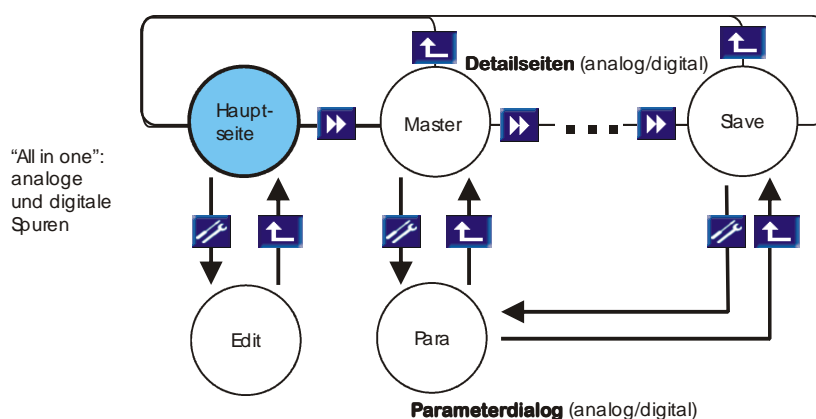 Detailseiten (analog/digital)
Haupt-
seite
Master
Slave
"All in one":
analoge
und digitale
Spuren
Edit
Para
Parameterdialog (analog/digital)